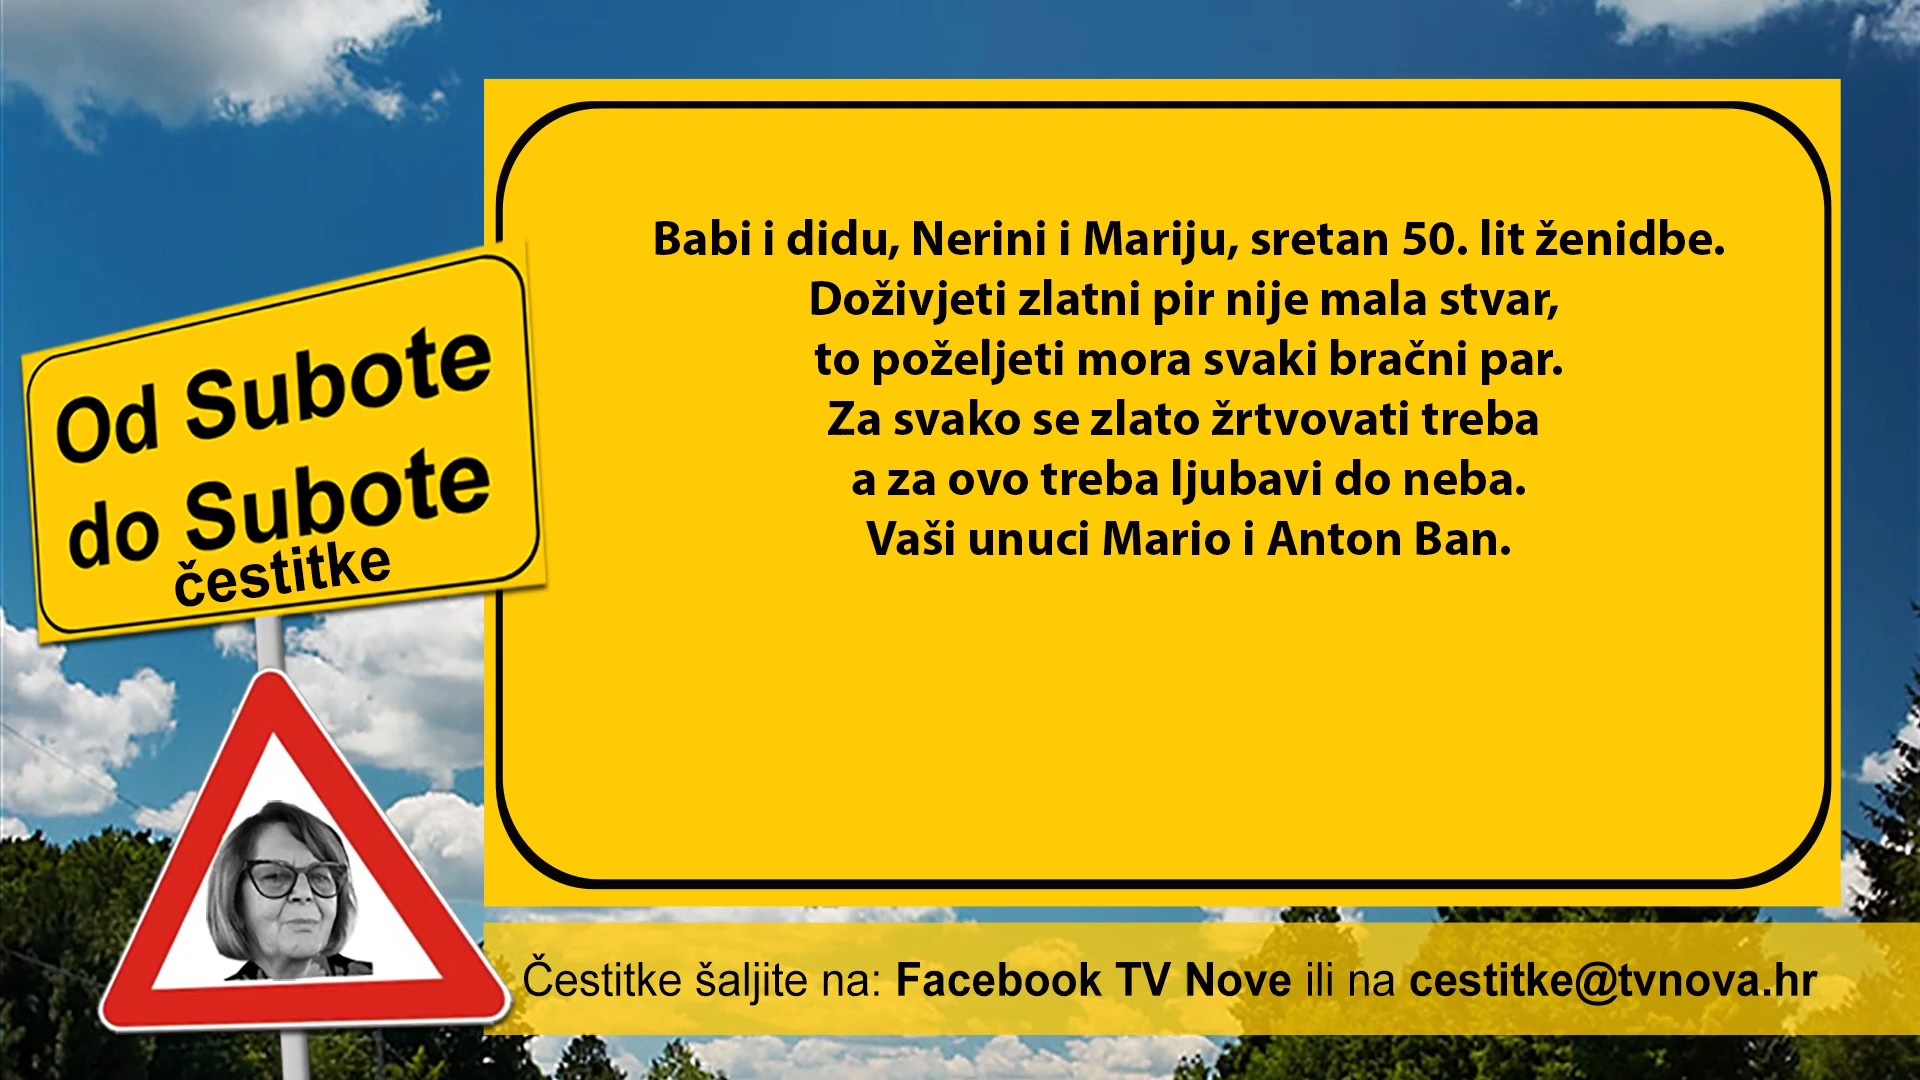 Od Subote
do Subote
čestitke
Babi i didu, Nerini i Mariju, sretan 50. lit ženidbe.
Doživjeti zlatni pir nije mala stvar,
to poželjeti mora svaki bračni par.
Za svako se zlato žrtvovati treba
a za ovo treba ljubavi do neba.
Vaši unuci Mario i Anton Ban.
Čestitke šaljite na: Facebook TV Nove ili na cestitke@tvnova.hr